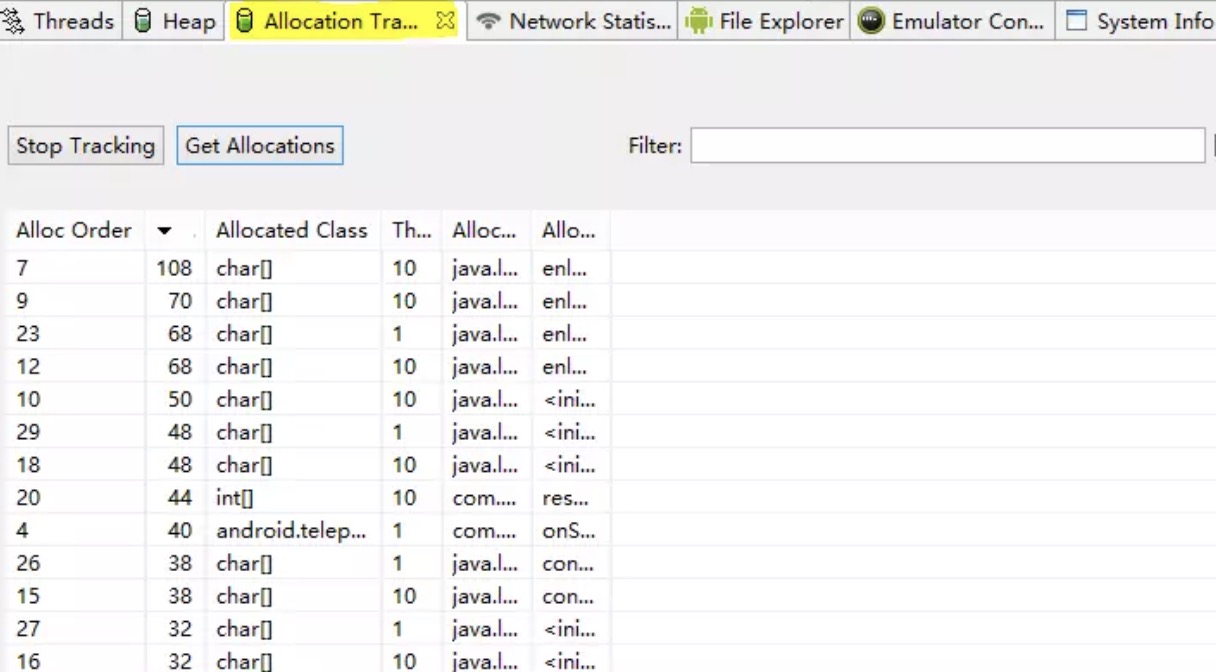 Threads Heap Allocation Tra... Network Statis... File Explorer Emulator Con... System Info
Stop Tracking Get Allocations Filter:
Alloc Order Allocated Class Th... Alloc... Allo...
7 108 char[] 10 java.l... enl...
9 70 char[] 10 java.l... enl...
23 68 char[] 1 java.l... enl...
12 68 char[] 10 java.l... enl...
10 50 char[] 10 java.l... <ini...
29 48 char[] 1 java.l... <ini...
18 48 char[] 10 java.l... <ini...
20 44 int[] 10 com.... res...
4 40 android.telep... 1 com.... onS...
26 38 char[] 1 java.l... con...
15 38 char[] 10 java.l... con...
27 32 char[] 1 java.l... <ini...
16 32 char[] 10 java.l... <ini...